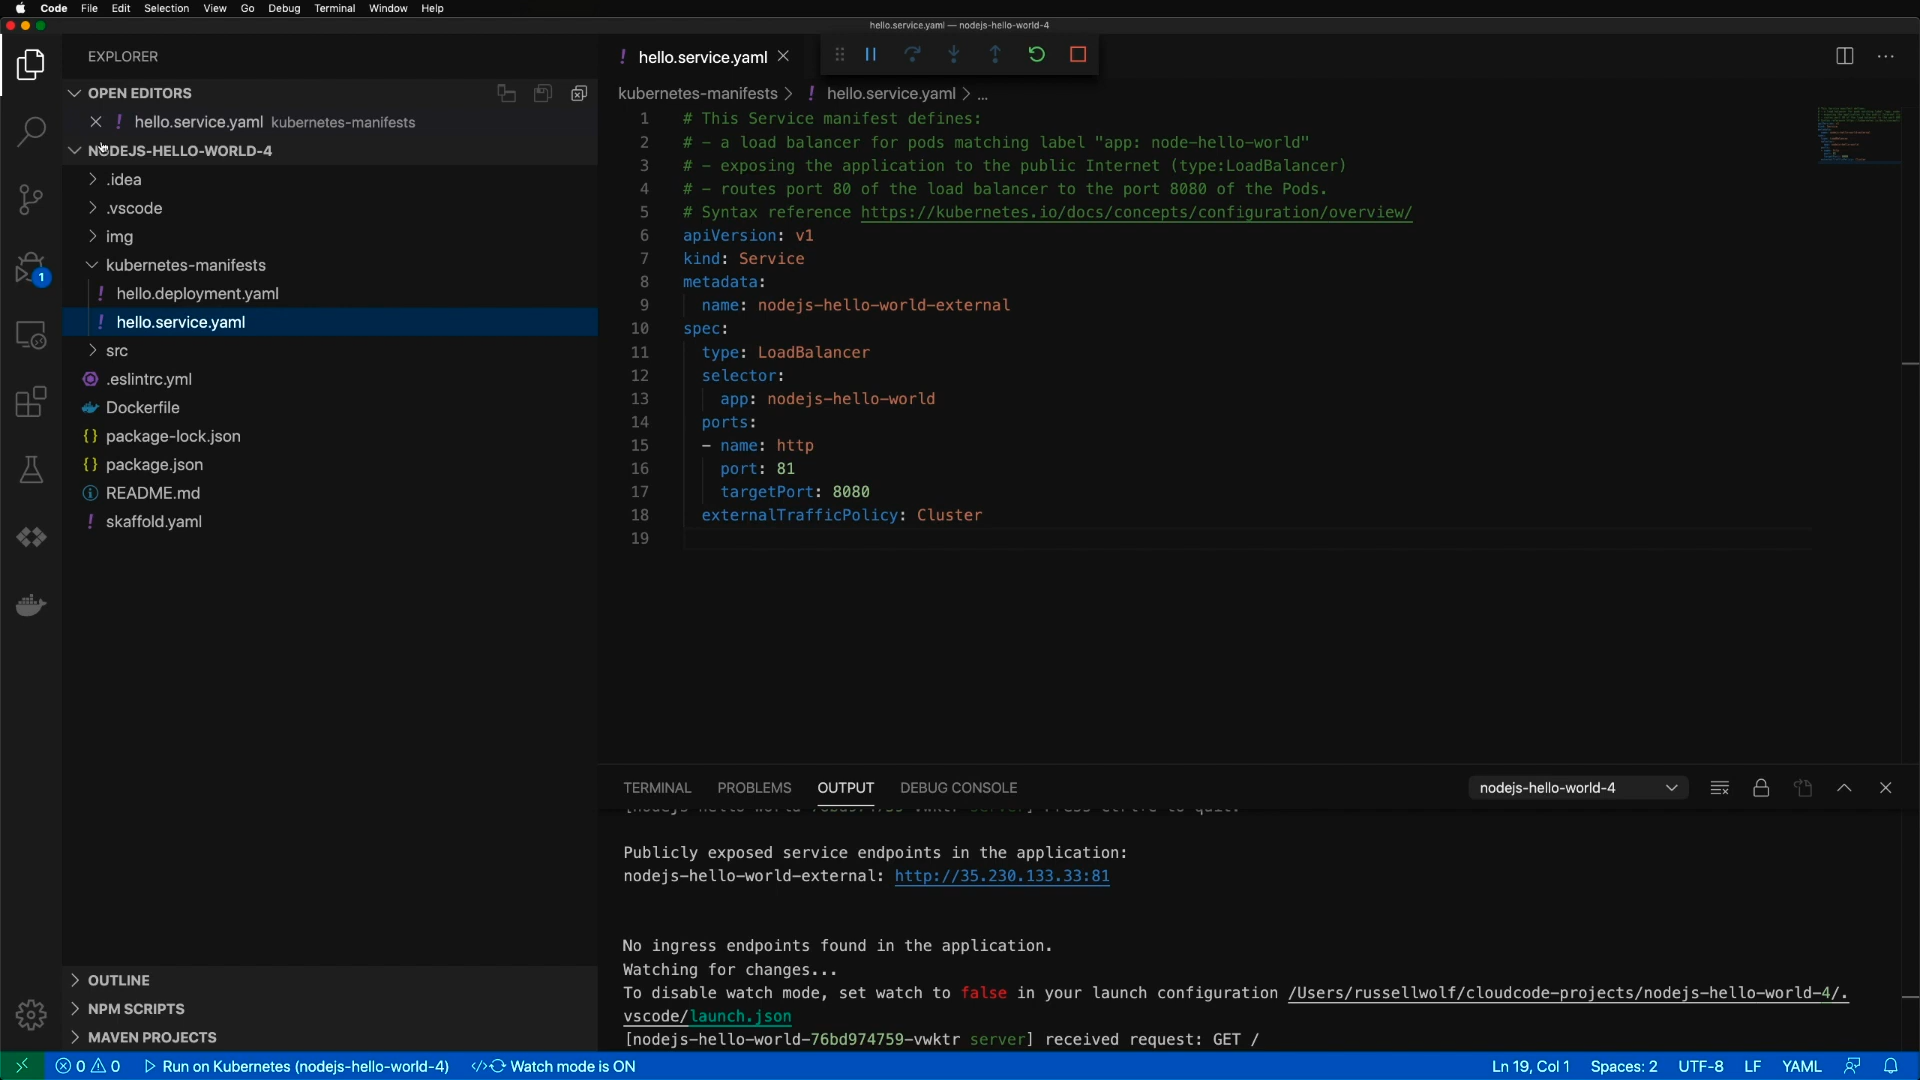 Code File Edit Selection View Go Debug Terminal Window Help
hello.service.yaml — nodejs-hello-world-4
EXPLORER
OPEN EDITORS
hello.service.yaml kubernetes-manifests
NODEJS-HELLO-WORLD-4
.idea
.vscode
img
kubernetes-manifests
! hello.deployment.yaml
! hello.service.yaml
src
.eslintrc.yml
Dockerfile
{} package-lock.json
{} package.json
README.md
! skaffold.yaml
OUTLINE
NPM SCRIPTS
MAVEN PROJECTS
1
! hello.service.yaml
kubernetes-manifests > ! hello.service.yaml > ...
1 # This Service manifest defines:
2 # - a load balancer for pods matching label "app: node-hello-world"
3 # - exposing the application to the public Internet (type:LoadBalancer)
4 # - routes port 80 of the load balancer to the port 8080 of the Pods.
5 # Syntax reference https://kubernetes.io/docs/concepts/configuration/overview/
6 apiVersion: v1
7 kind: Service
8 metadata:
9 name: nodejs-hello-world-external
10 spec:
11 type: LoadBalancer
12 selector:
13 app: nodejs-hello-world
14 ports:
15 - name: http
16 port: 81
17 targetPort: 8080
18 externalTrafficPolicy: Cluster
19
TERMINAL PROBLEMS OUTPUT DEBUG CONSOLE nodejs-hello-world-4
Publicly exposed service endpoints in the application:
nodejs-hello-world-external: http://35.230.133.33:81
No ingress endpoints found in the application.
Watching for changes...
To disable watch mode, set watch to false in your launch configuration /Users/russellwolf/cloudcode-projects/nodejs-hello-world-4/.
vscode/launch.json
[nodejs-hello-world-76bd974759-vwktr server] received request: GET /
0 0 Run on Kubernetes (nodejs-hello-world-4) Watch mode is ON Ln 19, Col 1 Spaces: 2 UTF-8 LF YAML